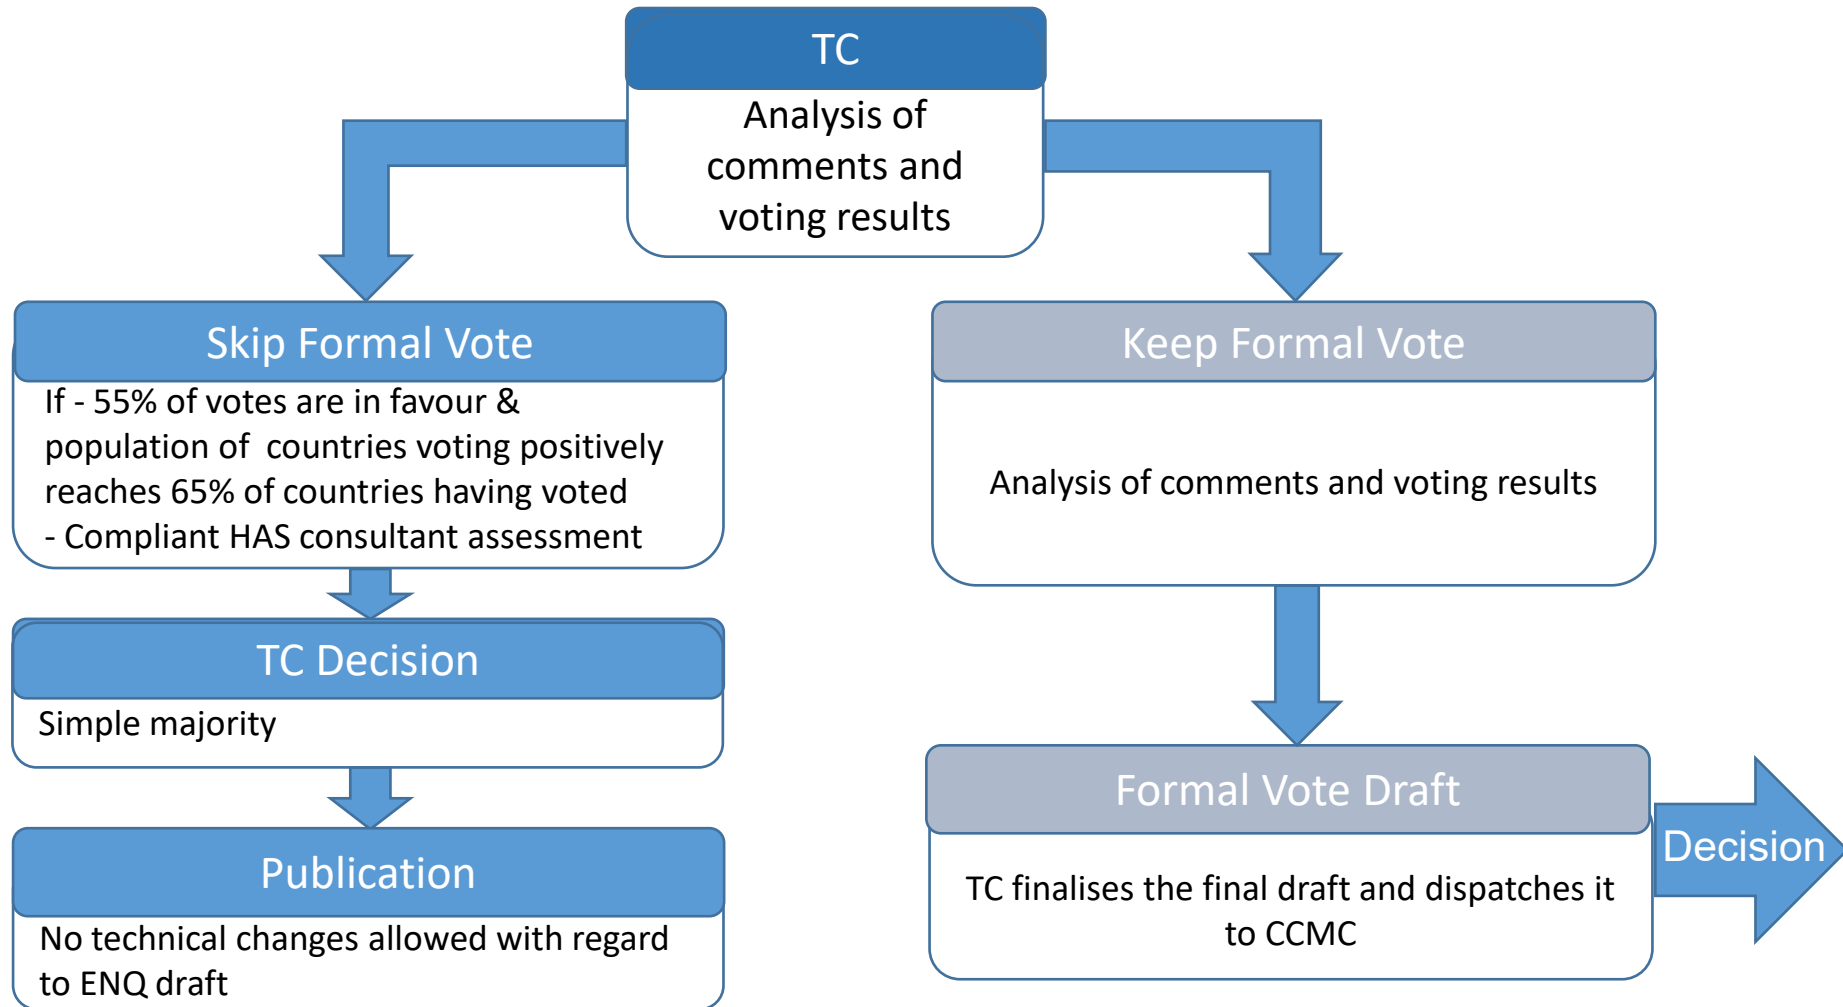 TC
Analysis of
comments and
voting results
Skip Formal Vote
If - 55% of votes are in favour &
population of  countries voting positively
reaches 65% of countries having voted
- Compliant HAS consultant assessment
TC Decision
Simple majority
Publication
No technical changes allowed with regard
to ENQ draft
Keep Formal Vote
Analysis of comments and voting results
Formal Vote Draft
TC finalises the final draft and dispatches it
to CCMC
Decision